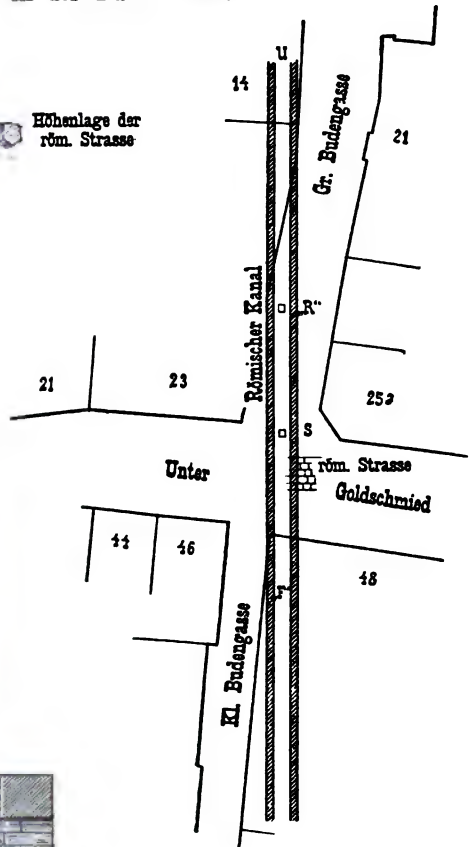 U
14
Höhenlage der
röm. Strasse
Gr. Budengasse
21
Römischer Kanal
R"
21
23
25a
S
Unter
röm. Strasse
Goldschmied
44
46
48
Kl. Budengasse